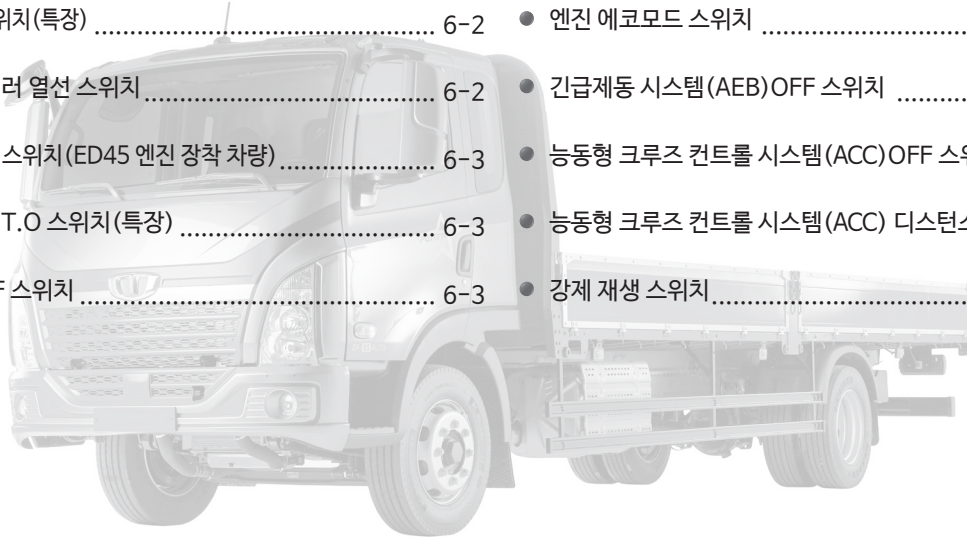 위치(특장) 6-2
러 열선 스위치 6-2
스위치(ED45 엔진 장착 차량) 6-3
T.O 스위치(특장) 6-3
스위치 6-3
● 엔진 에코모드 스위치
● 긴급제동 시스템(AEB)OFF 스위치
● 능동형 크루즈 컨트롤 시스템(ACC)OFF 스위
● 능동형 크루즈 컨트롤 시스템(ACC) 디스턴스
● 강제 재생 스위치